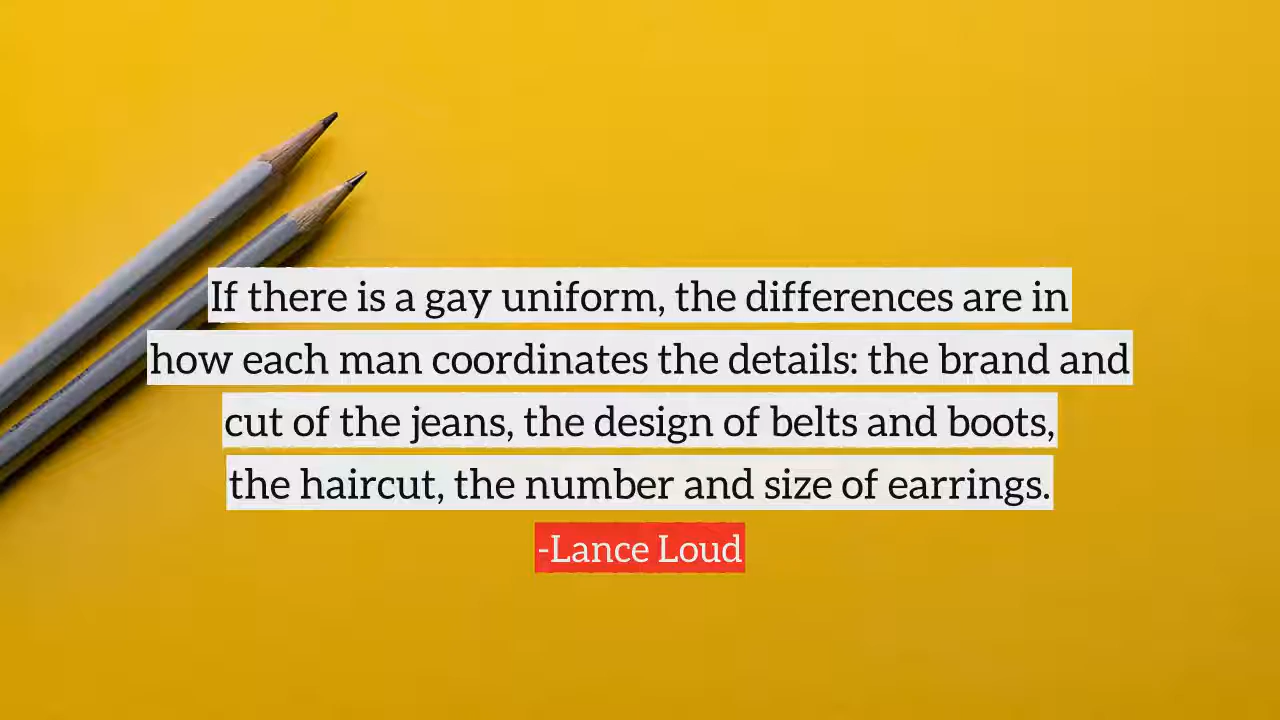 If there is a gay uniform, the differences are in
how each man coordinates the details: the brand and
cut of the jeans, the design of belts and boots,
the haircut, the number and size of earrings.
-Lance Loud